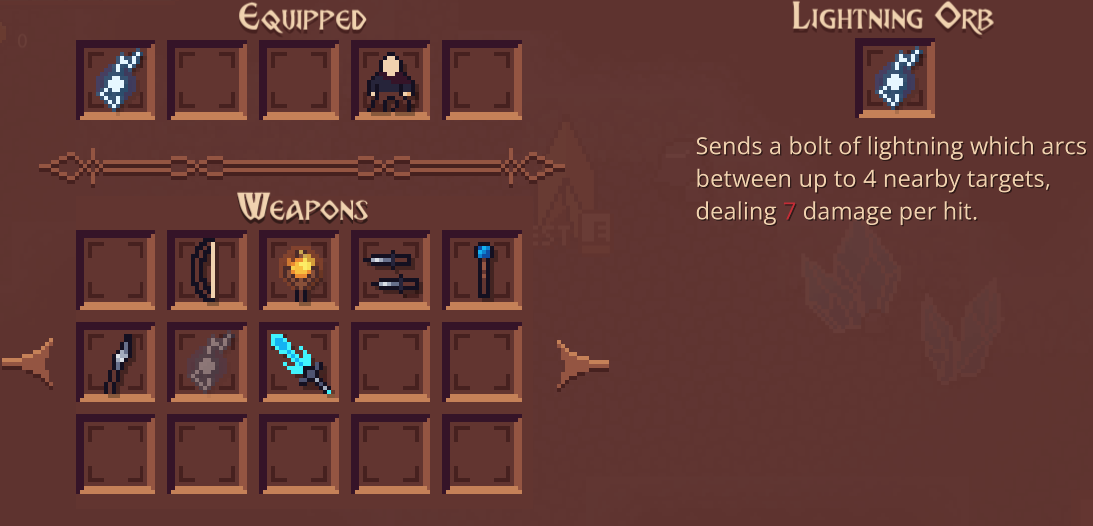 Equipped
Lightning Orb
0
Sends a bolt of lightning which arcs
between up to 4 nearby targets,
dealing 7 damage per hit.
Weapons